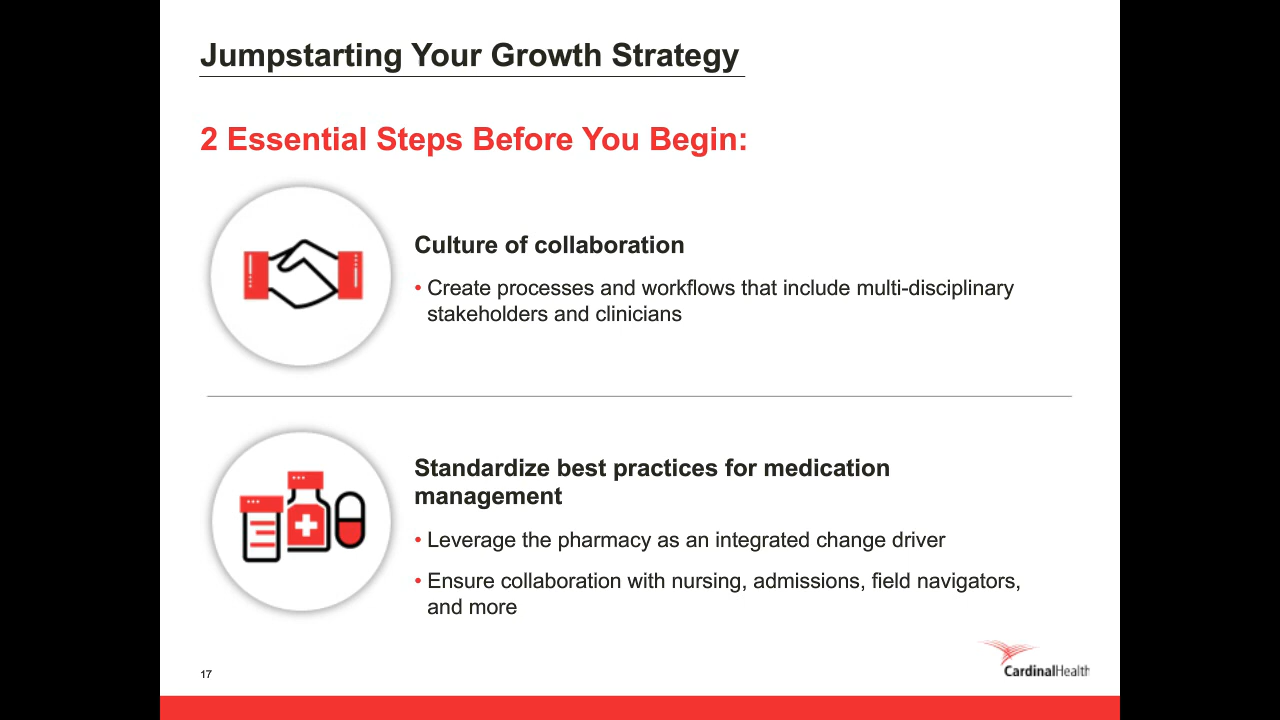 Jumpstarting Your Growth Strategy
2 Essential Steps Before You Begin:
Culture of collaboration
• Create processes and workflows that include multi-disciplinary
stakeholders and clinicians
Standardize best practices for medication
management
• Leverage the pharmacy as an integrated change driver
• Ensure collaboration with nursing, admissions, field navigators,
and more
17
CardinalHealth